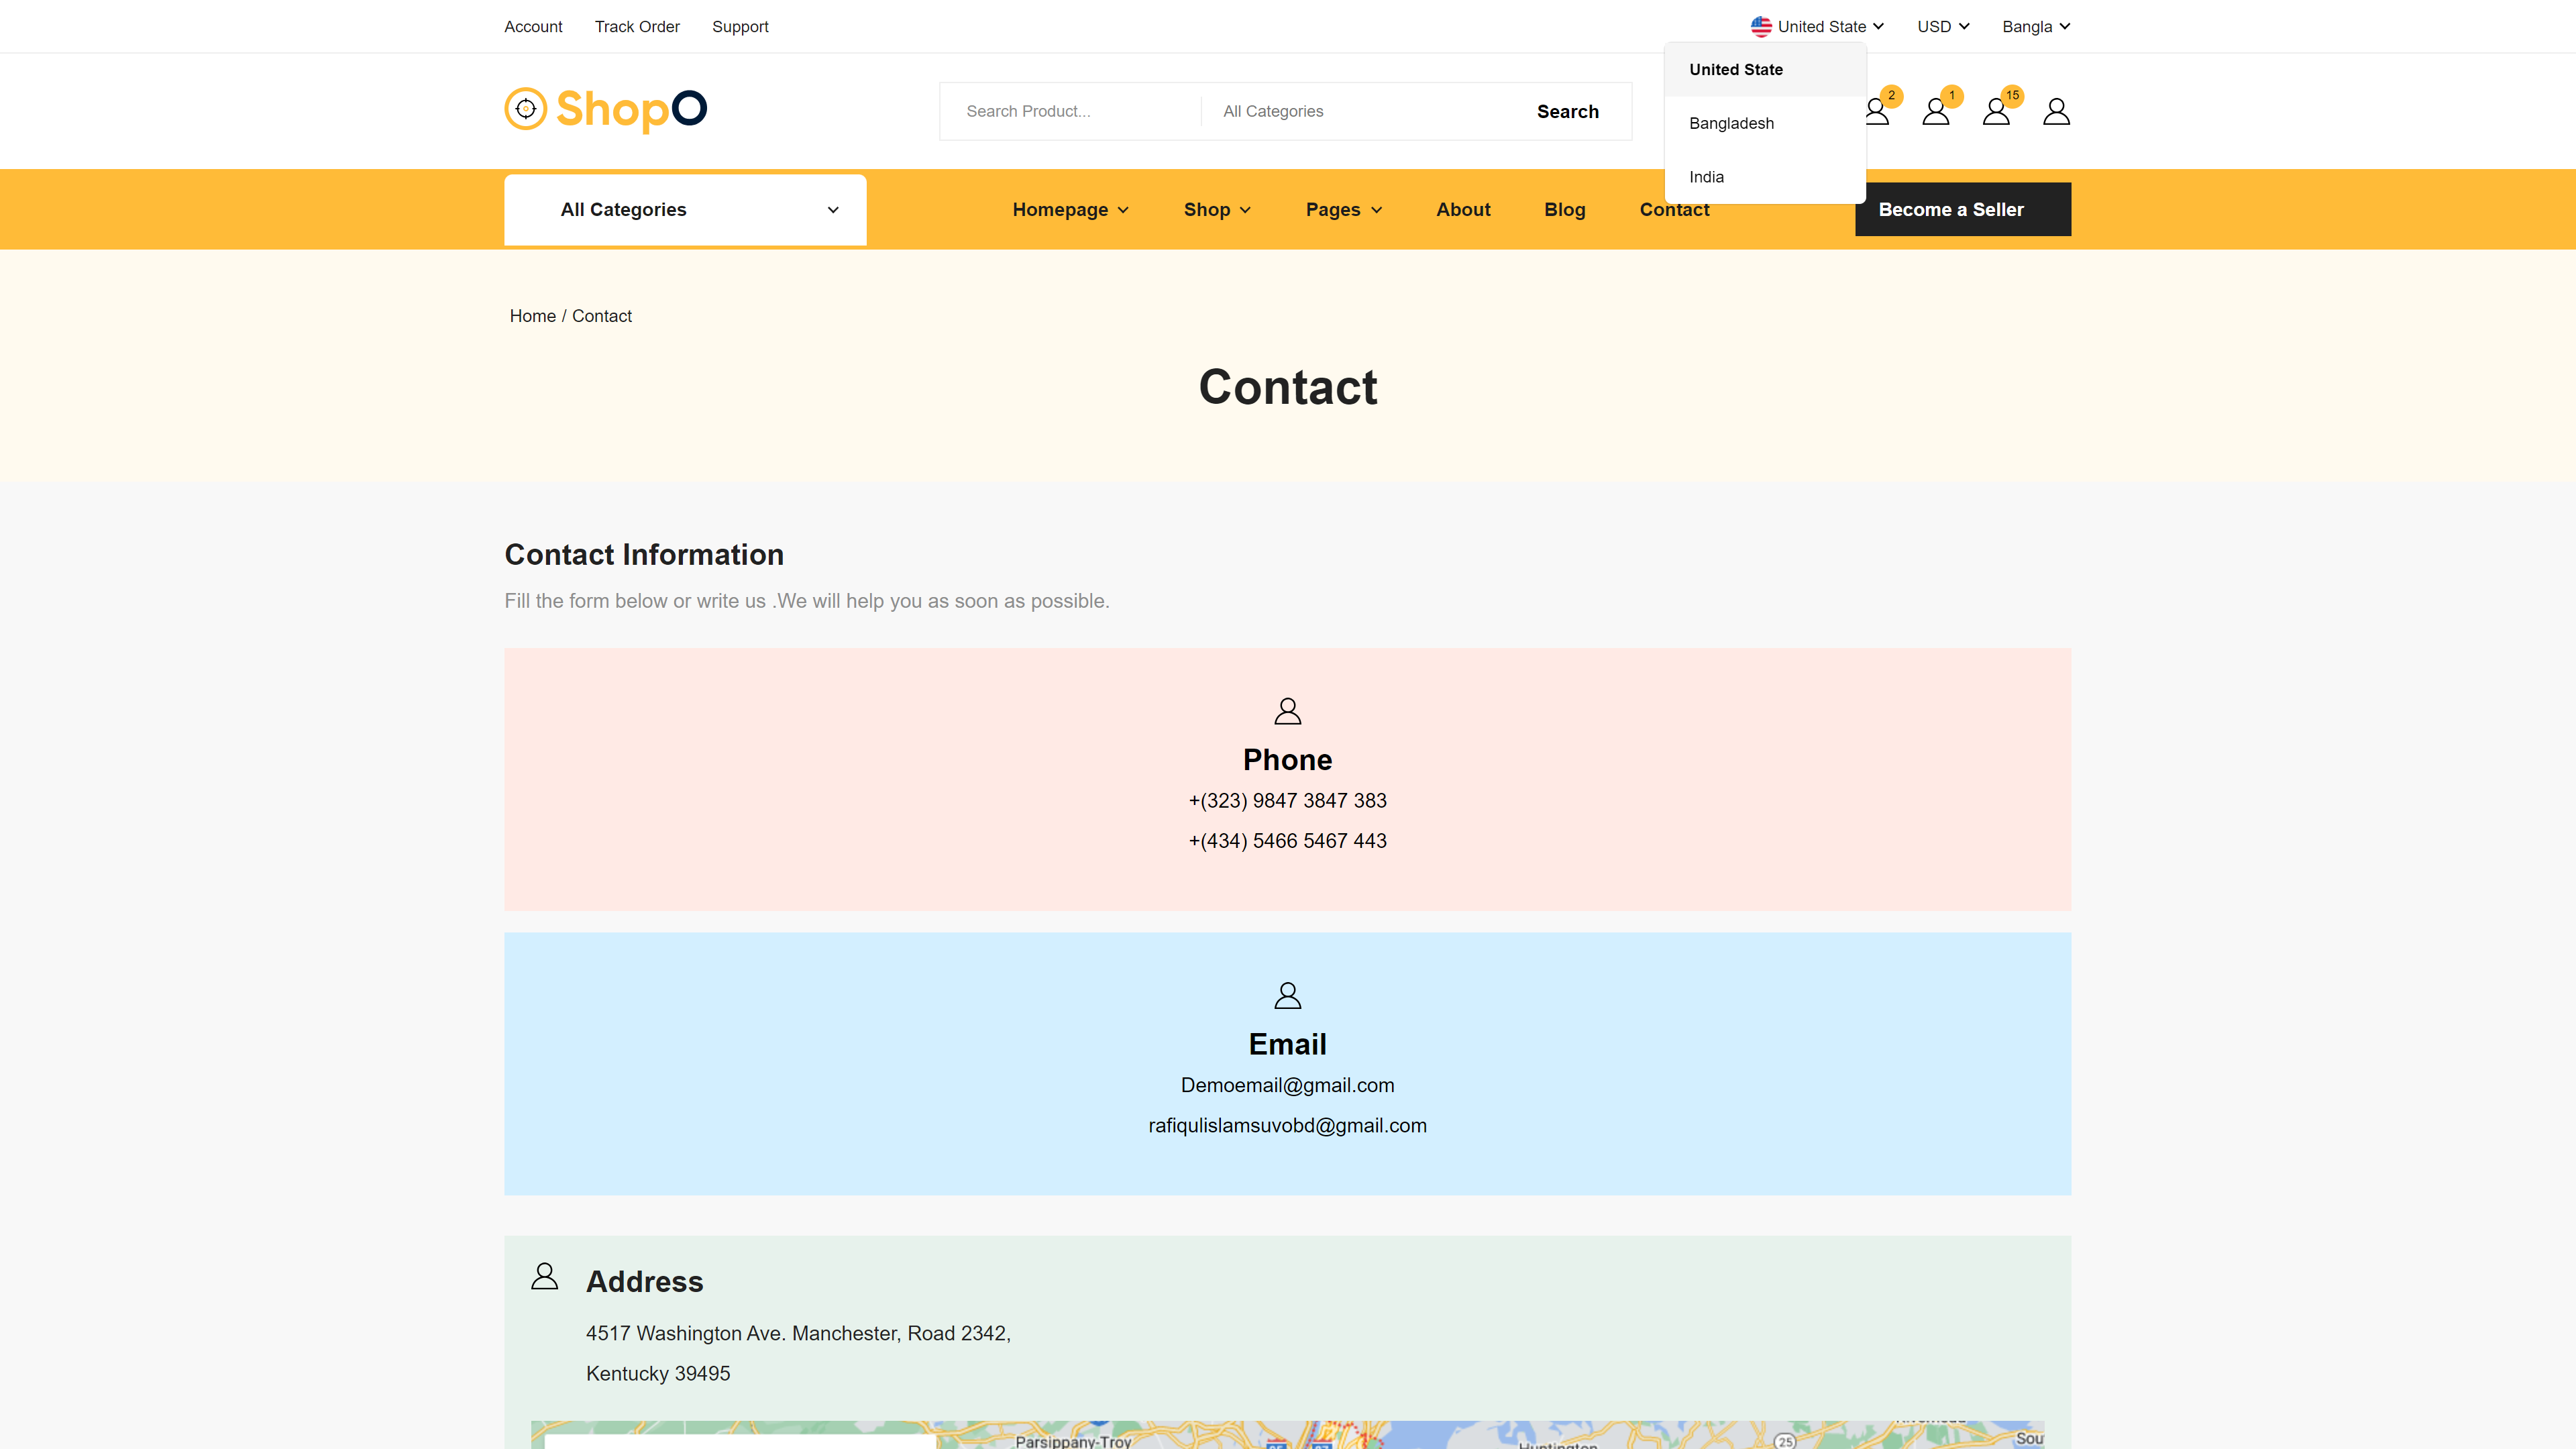 Account Track Order Support United State USD Bangla
United State
Bangladesh
India
ShopO
Search Product... All Categories Search
2 1 15
All Categories Homepage Shop Pages About Blog Contact Become a Seller
Home / Contact
Contact
Contact Information
Fill the form below or write us .We will help you as soon as possible.
Phone
+(323) 9847 3847 383
+(434) 5466 5467 443
Email
Demoemail@gmail.com
rafiqulislamsuvobd@gmail.com
Address
4517 Washington Ave. Manchester, Road 2342,
Kentucky 39495
Parsippany-Troy
Huntington
25
Sou